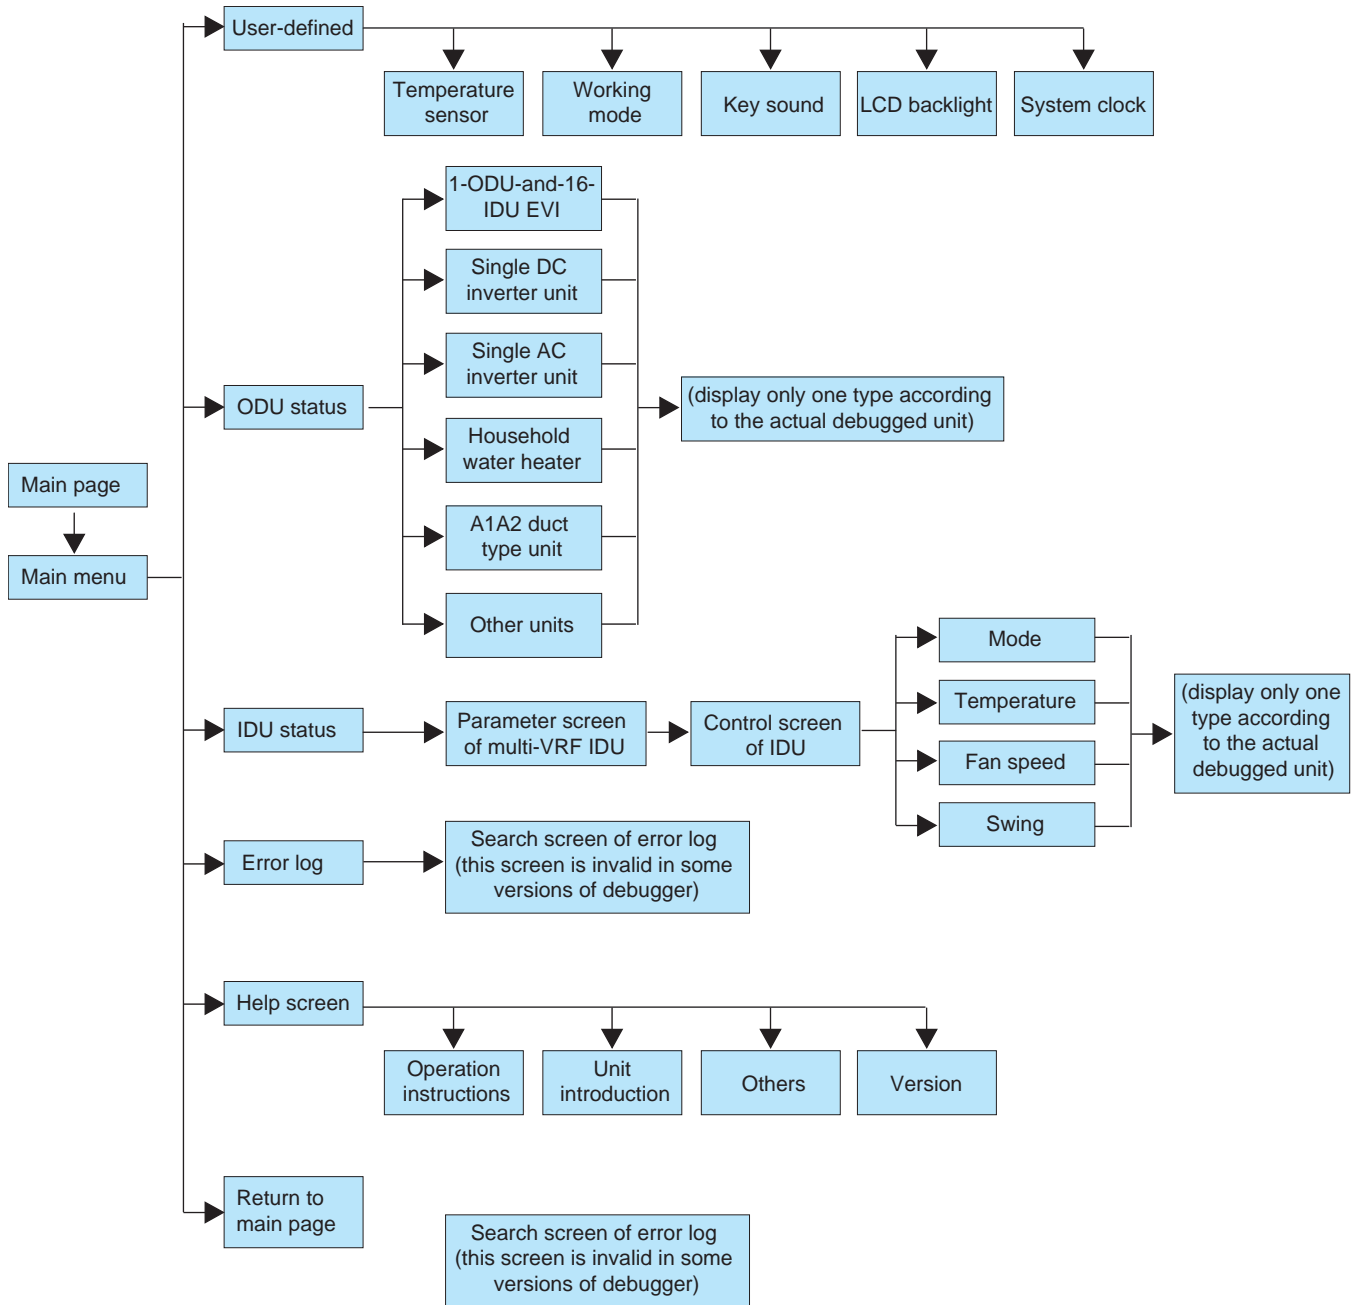 User-defined
Temperature
sensor
Working
mode
Key sound
LCD backlight
System clock
1-ODU-and-16-
IDU EVI
Single DC
inverter unit
Single AC
inverter unit
ODU status
(display only one type according
to the actual debugged unit)
Household
water heater
Main page
A1A2 duct
type unit
Main menu
Other units
Mode
Temperature
Fan speed
Swing
(display only one
type according
to the actual
debugged unit)
IDU status
Parameter screen
of multi-VRF IDU
Control screen
of IDU
Error log
Search screen of error log
(this screen is invalid in some
versions of debugger)
Help screen
Operation
instructions
Unit
introduction
Others
Version
Return to
main page
Search screen of error log
(this screen is invalid in some
versions of debugger)